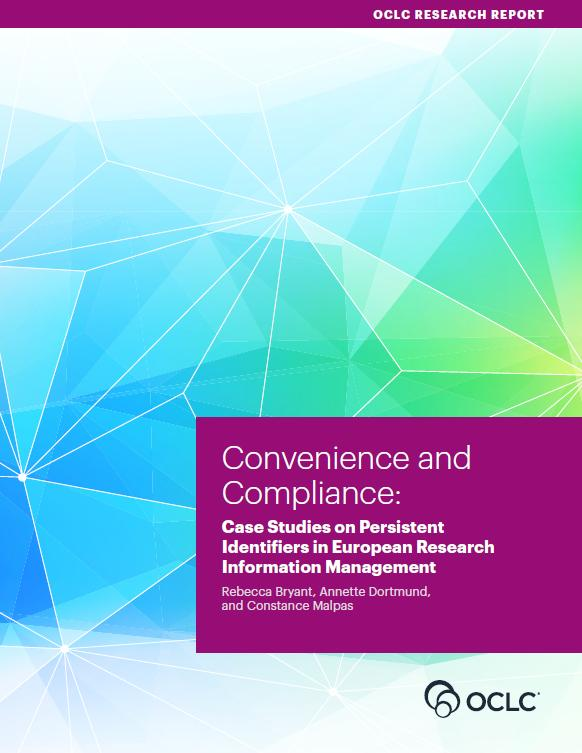 OCLC RESEARCH REPORT
Convenience and
Compliance:
Case Studies on Persistent
Identifiers in European Research
Information Management
Rebecca Bryant, Annette Dortmund,
and Constance Malpas
OCLC